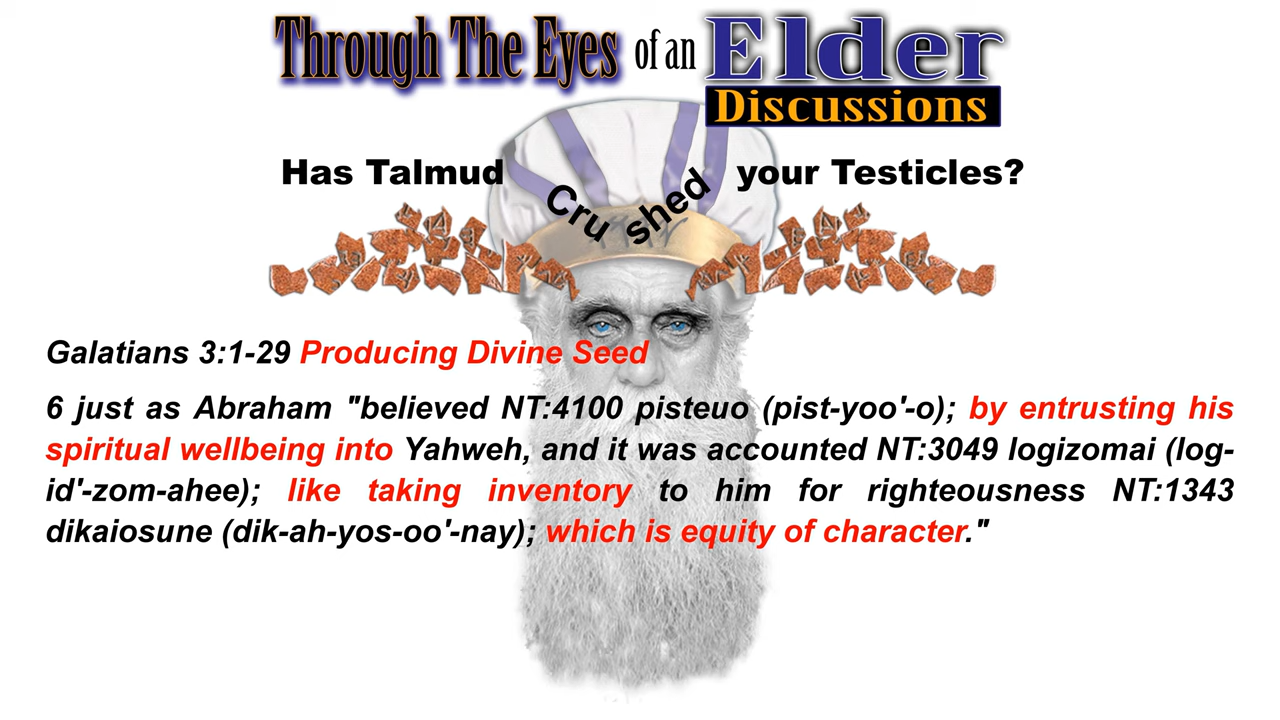 Through The Eyes of an Elder
Discussions
Has Talmud Crushed your Testicles?
Galatians 3:1-29 Producing Divine Seed
6 just as Abraham "believed NT:4100 pisteuo (pist-yoo'-o); by entrusting his
spiritual wellbeing into Yahweh, and it was accounted NT:3049 logizomai (log-
id'-zom-ahee); like taking inventory to him for righteousness NT:1343
dikaiosune (dik-ah-yos-oo'-nay); which is equity of character."